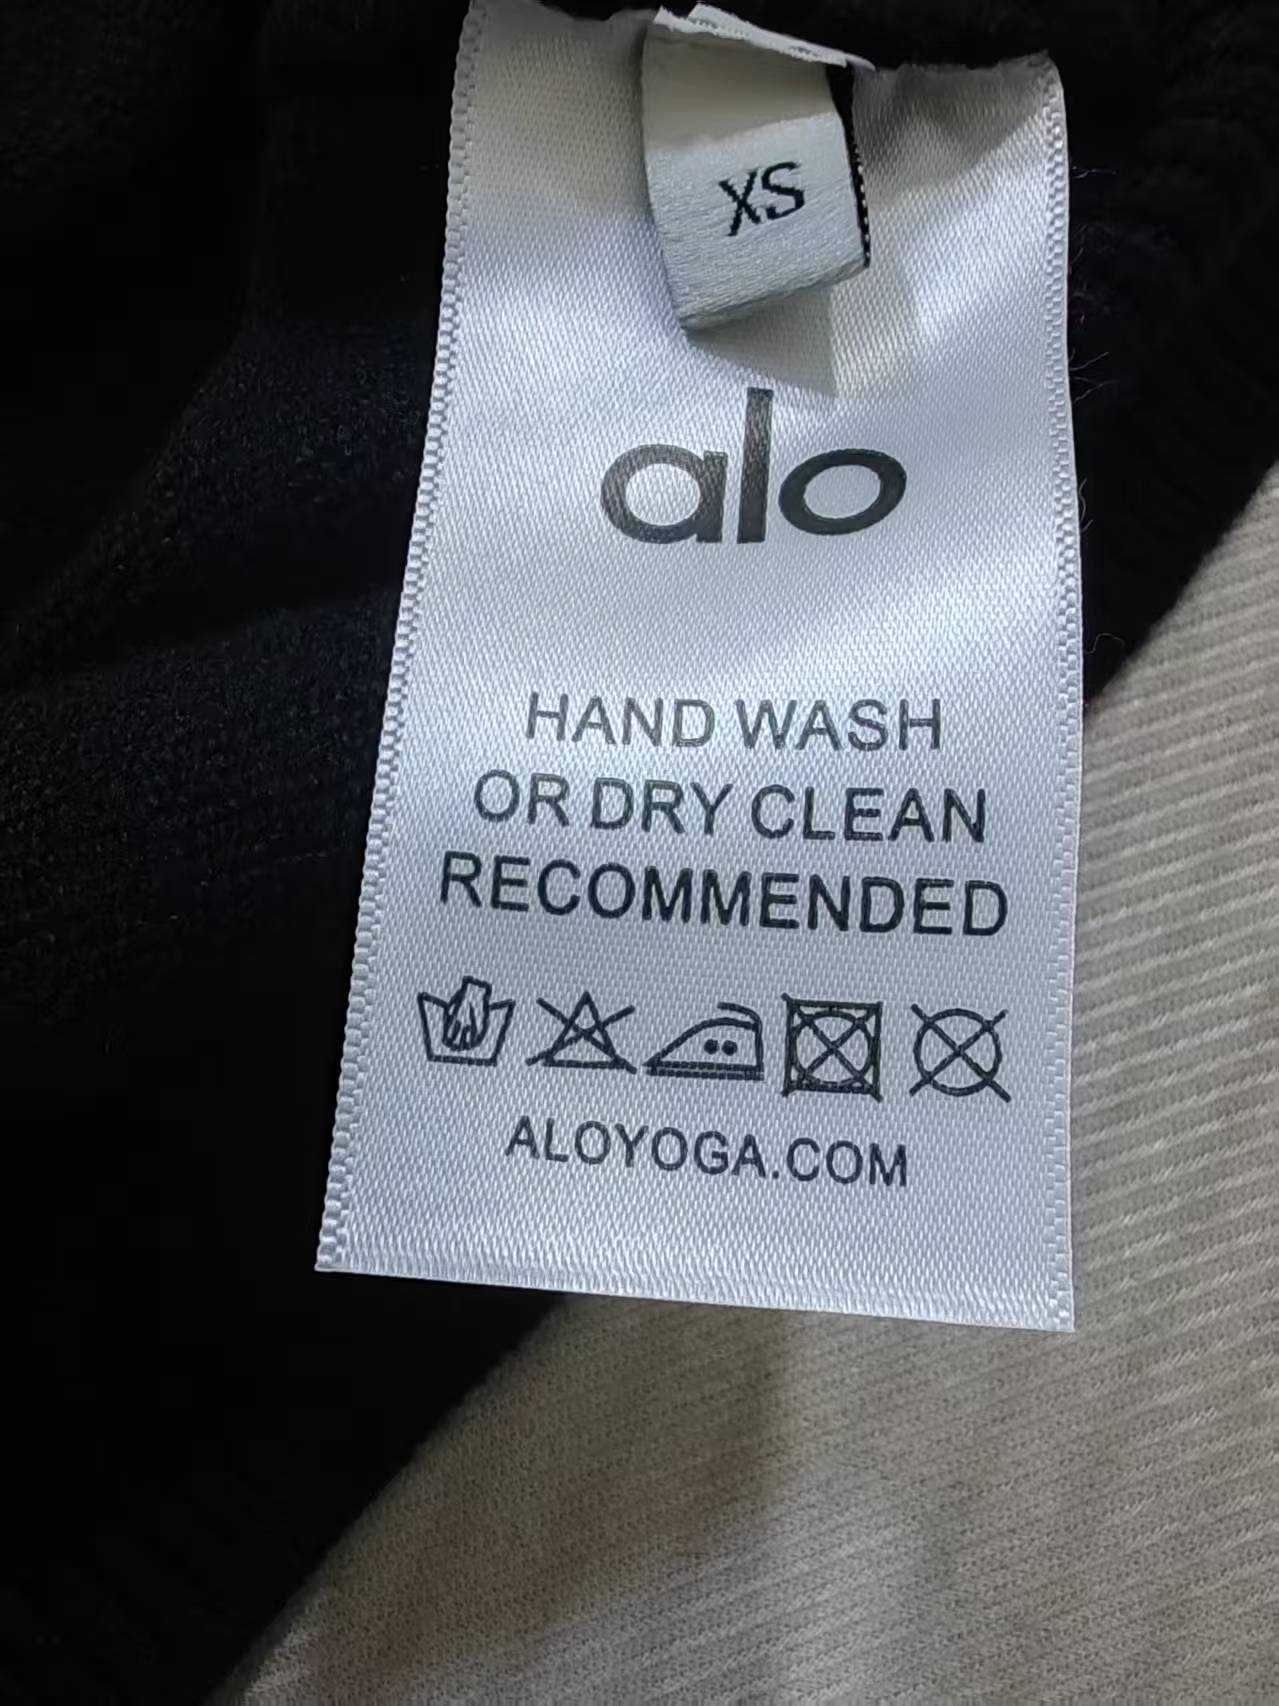 XS
alo
HAND WASH
OR DRY CLEAN
RECOMMENDED
ALOYOGA.COM